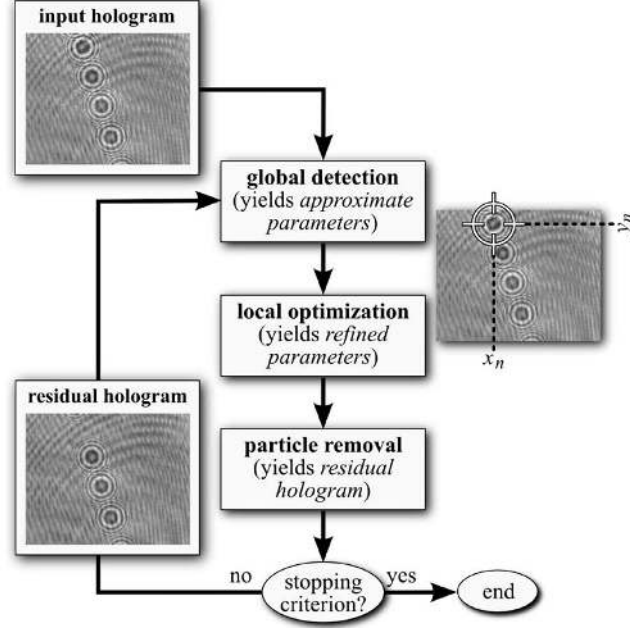 input hologram
global detection
(yields approximate
parameters)
y_n
local optimization
(yields refined
parameters)
x_n
residual hologram
particle removal
(yields residual
hologram)
no
stopping
criterion?
yes
end